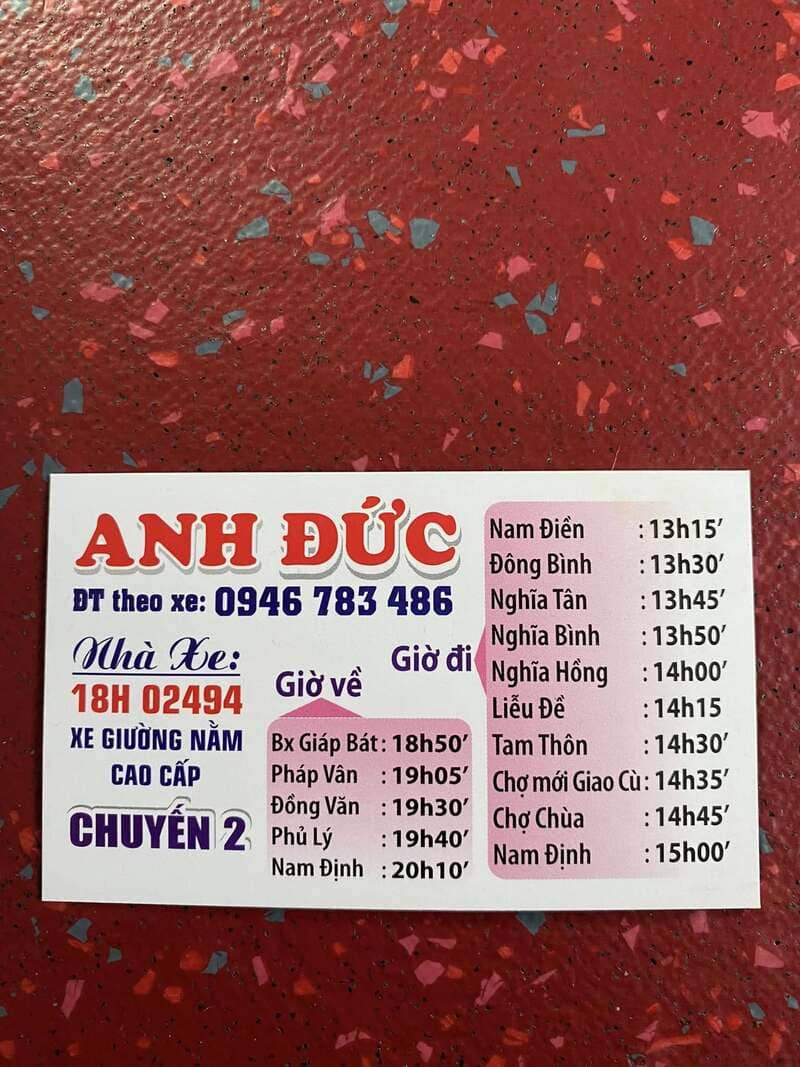 ANH ĐỨC
ĐT theo xe: 0946 783 486
Nhà Xe:
18H 02494
XE GIƯỜNG NẰM
CAO CẤP
CHUYẾN 2
Giờ về
Bx Giáp Bát: 18h50'
Pháp Vân : 19h05'
Đồng Văn : 19h30'
Phủ Lý : 19h40'
Nam Định : 20h10'
Giờ đi
Nam Điền : 13h15'
Đông Bình : 13h30'
Nghĩa Tân : 13h45'
Nghĩa Bình : 13h50'
Nghĩa Hồng : 14h00'
Liễu Đề : 14h15
Tam Thôn : 14h30'
Chợ mới Giao Cù: 14h35'
Chợ Chùa : 14h45'
Nam Định : 15h00'